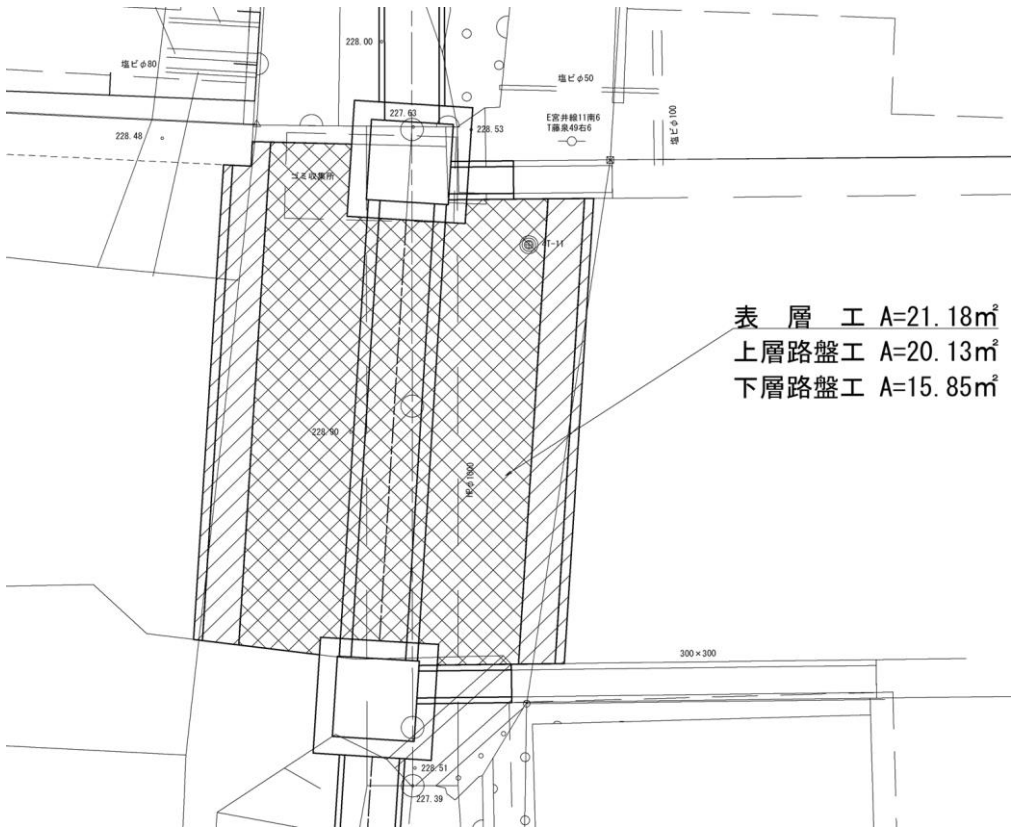 228.00
塩ビφ80
塩ビφ50
227.63
228.53
E宮井線11南6
T藤泉49右6
塩ビφ100
228.48
ゴミ収集所
T-11
表 層 工 A=21.18㎡
上層路盤工 A=20.13㎡
下層路盤工 A=15.85㎡
228.90
HPφ1800
300×300
228.51
227.39